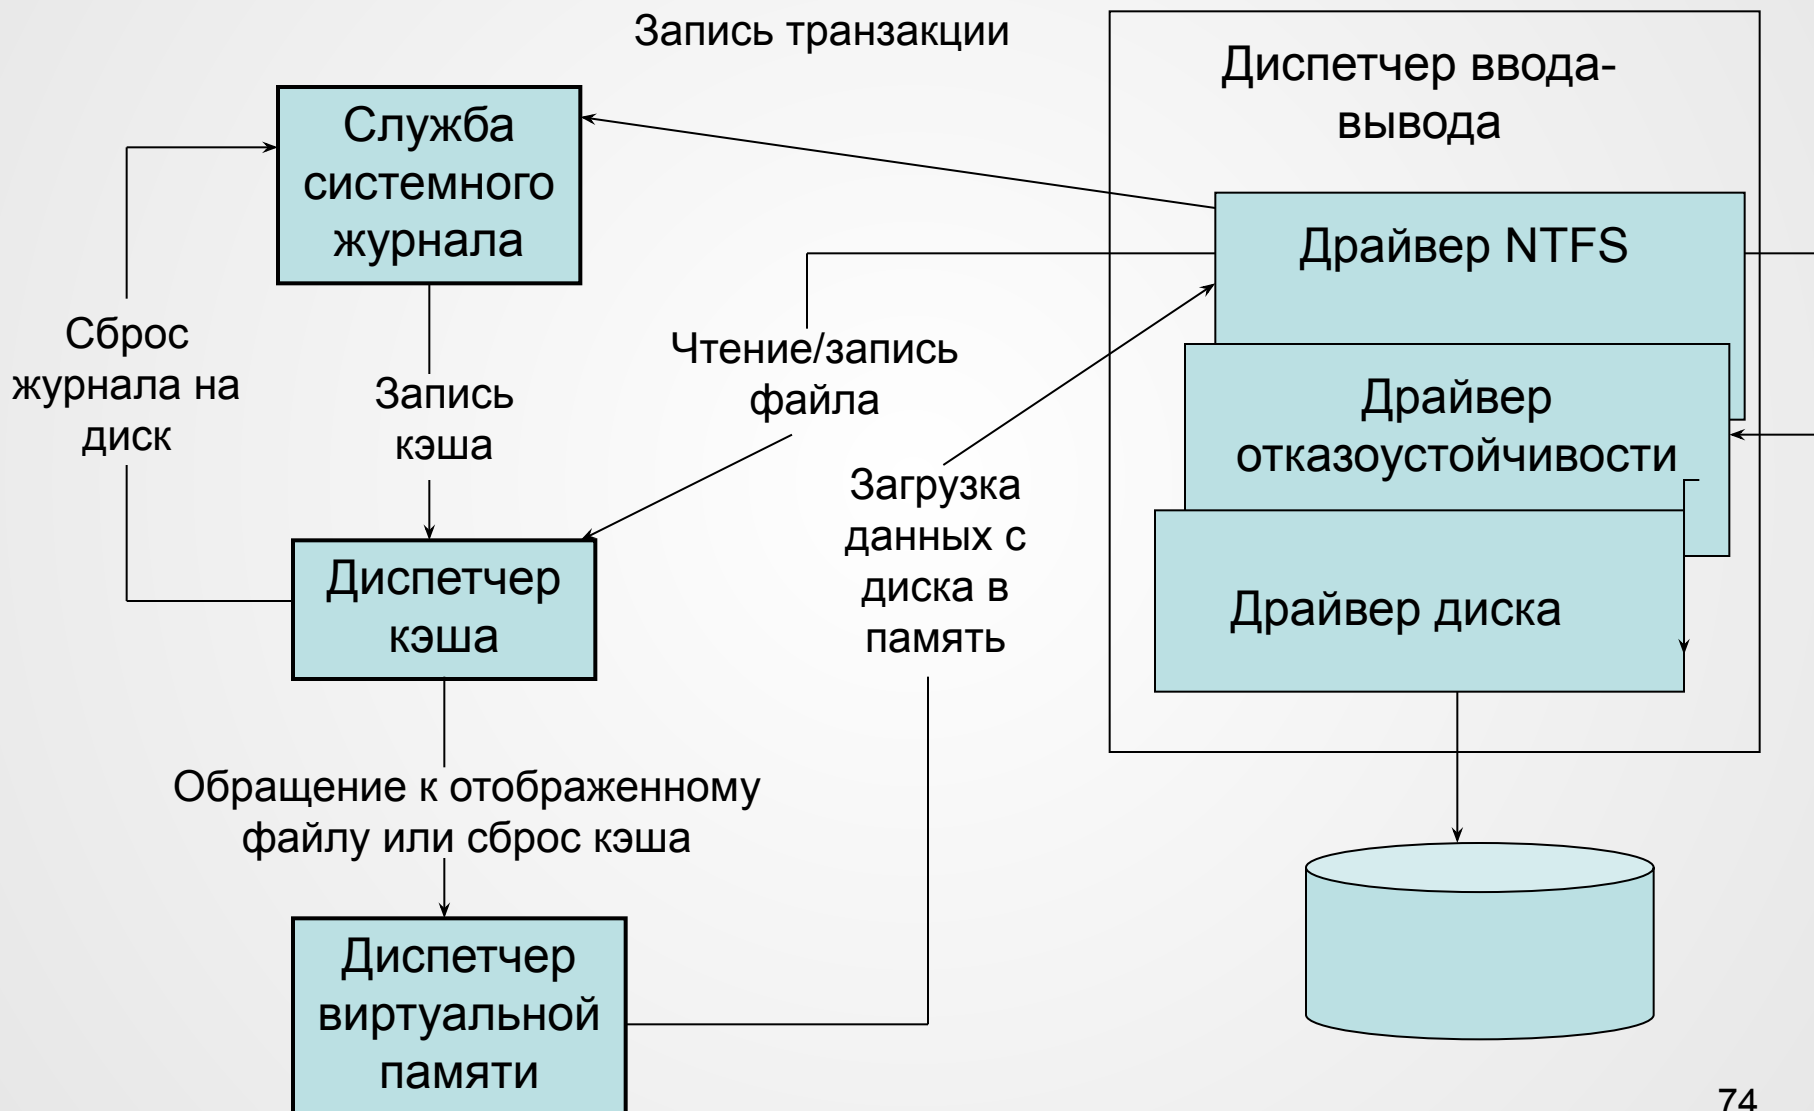 Запись транзакции
Диспетчер ввода-
вывода
Служба
системного
журнала
Драйвер NTFS
Сброс
журнала на
диск
Запись
кэша
Чтение/запись
файла
Драйвер
отказоустойчивости
Загрузка
данных с
диска в
память
Диспетчер
кэша
Драйвер диска
Обращение к отображенному
файлу или сброс кэша
Диспетчер
виртуальной
памяти
74